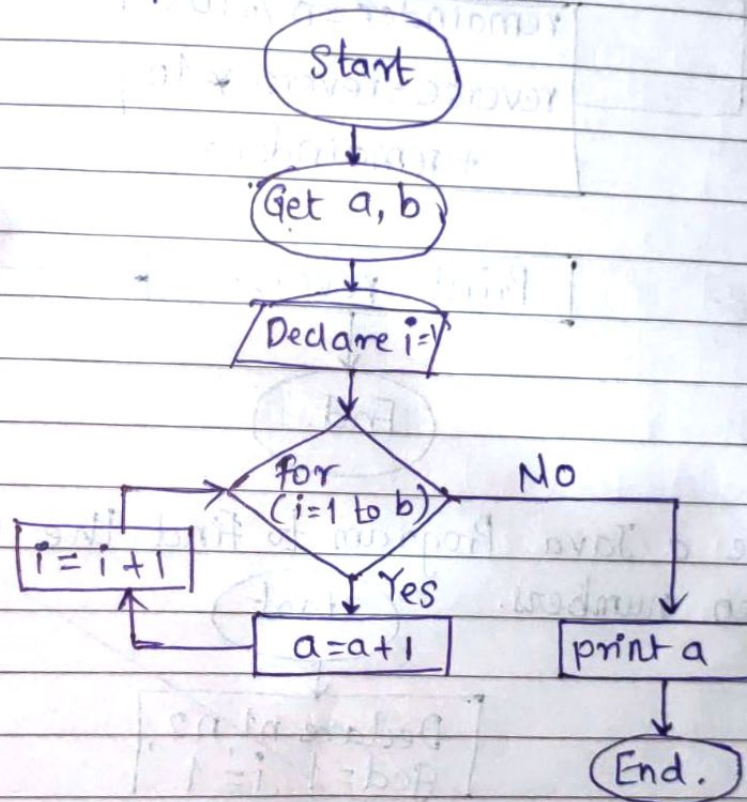 Start
Get a, b
Declare i=1
for
(i=1 to b)
No
i = i + 1
Yes
a=a+1
print a
End.